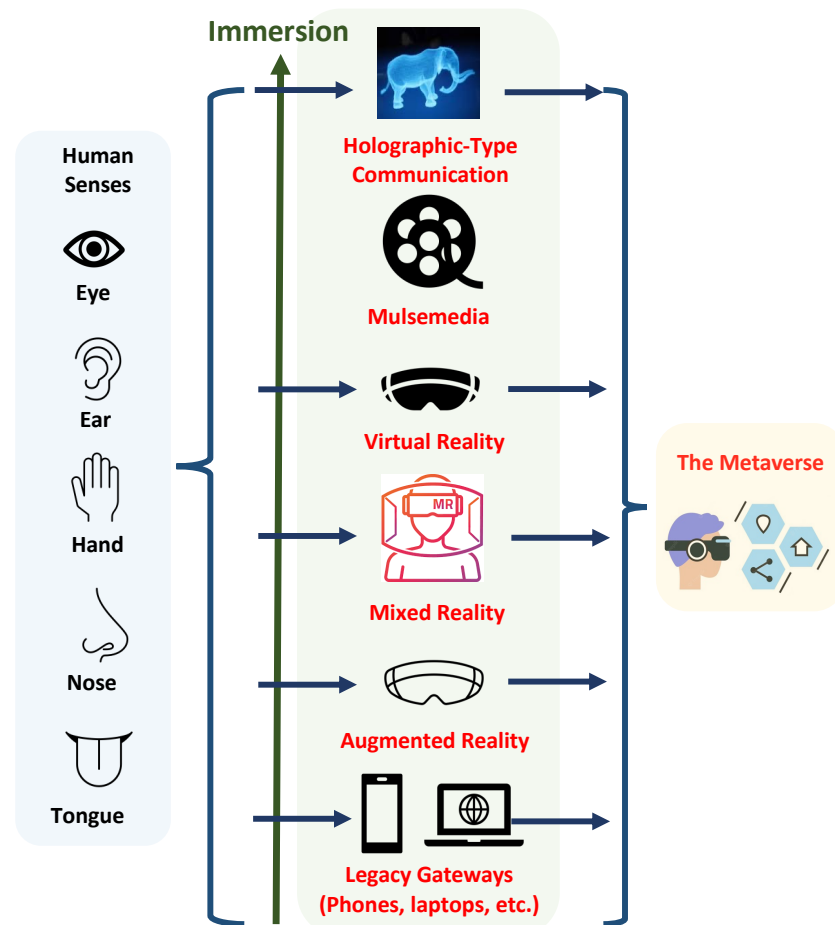 Immersion
Human
Senses
Eye
Ear
Hand
Nose
Tongue
Holographic-Type
Communication
Mulsemedia
Virtual Reality
MR
Mixed Reality
Augmented Reality
Legacy Gateways
(Phones, laptops, etc.)
The Metaverse